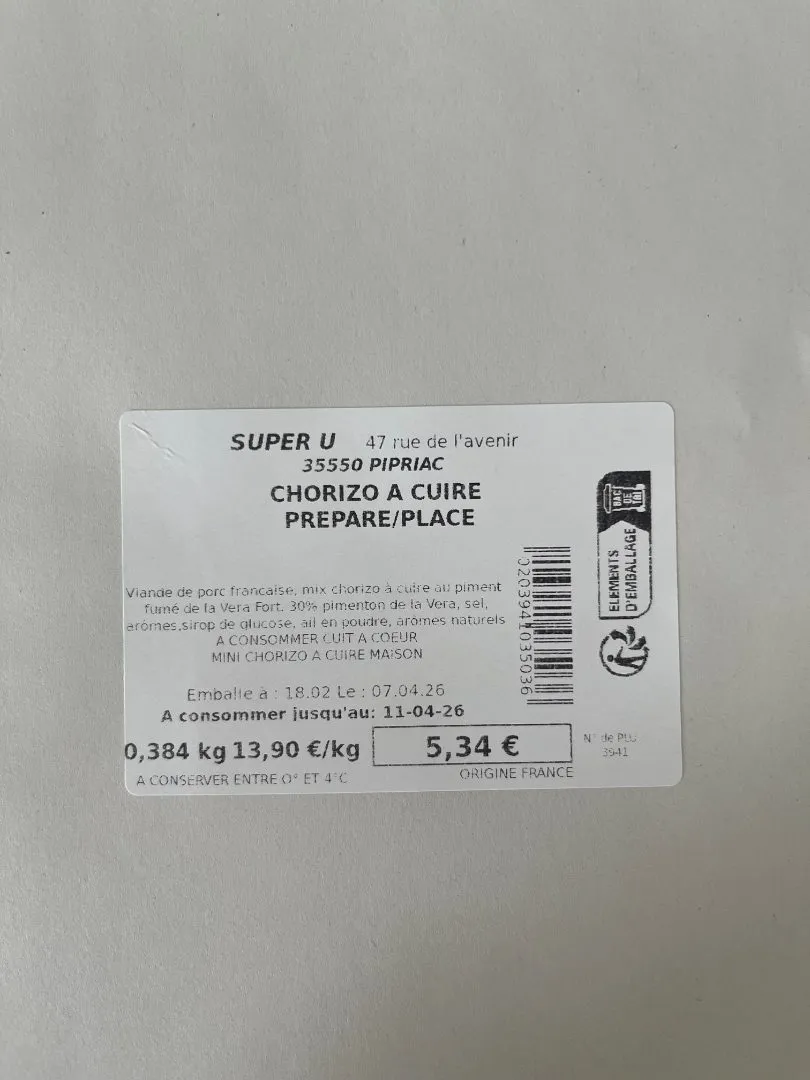 SUPER U 47 rue de l'avenir
35550 PIPRIAC
CHORIZO A CUIRE
PREPARE/PLACE
Viande de porc francaise, mix chorizo à cuire au piment
fumé de la Vera Fort. 30% pimenton de la Vera, sel,
arômes,sirop de glucose, ail en poudre, arômes naturels
A CONSOMMER CUIT A COEUR
MINI CHORIZO A CUIRE MAISON
Emballe à : 18.02 Le : 07.04.26
A consommer jusqu'au: 11-04-26
0,384 kg 13,90 €/kg 5,34 €
A CONSERVER ENTRE 0° ET 4°C
ORIGINE FRANCE
N° de PLU
3941
0203941035036
BAC
DE
TRI
ELEMENTS
D'EMBALLAGE